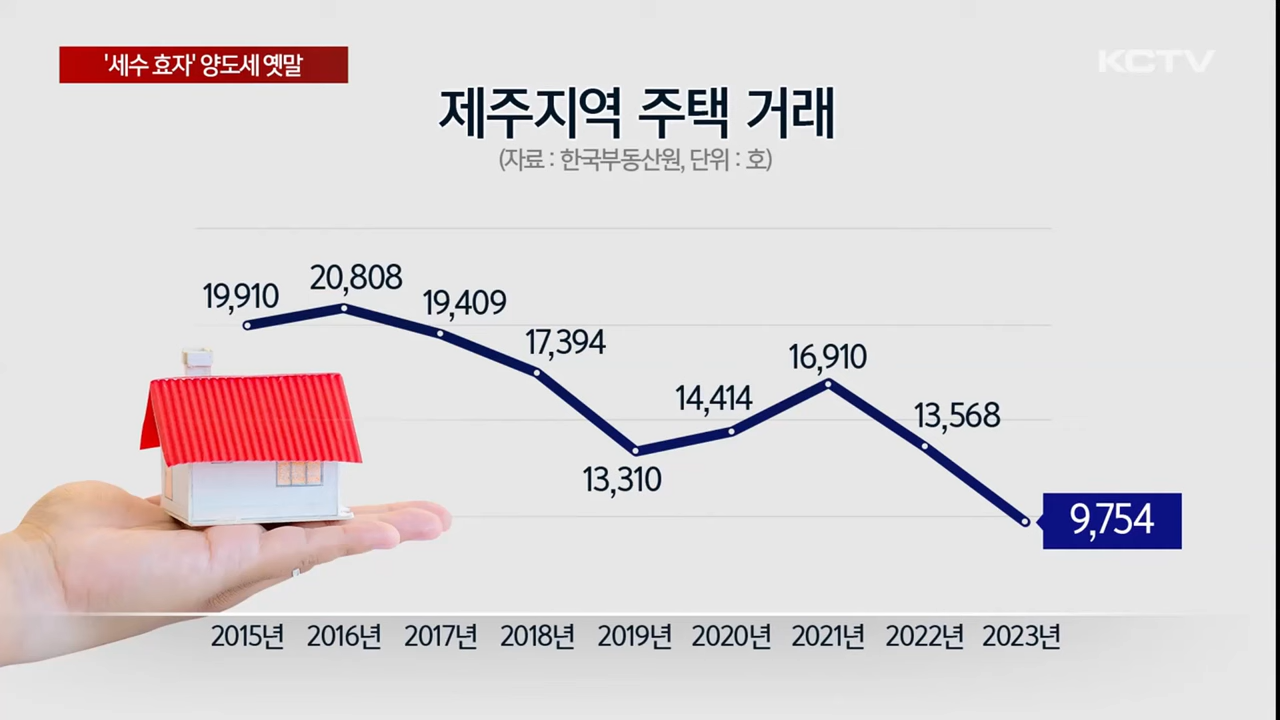 '세수 효자' 양도세 옛말
KCTV
제주지역 주택 거래
(자료 : 한국부동산원, 단위 : 호)
19,910
20,808
19,409
17,394
13,310
14,414
16,910
13,568
9,754
2015년 2016년 2017년 2018년 2019년 2020년 2021년 2022년 2023년